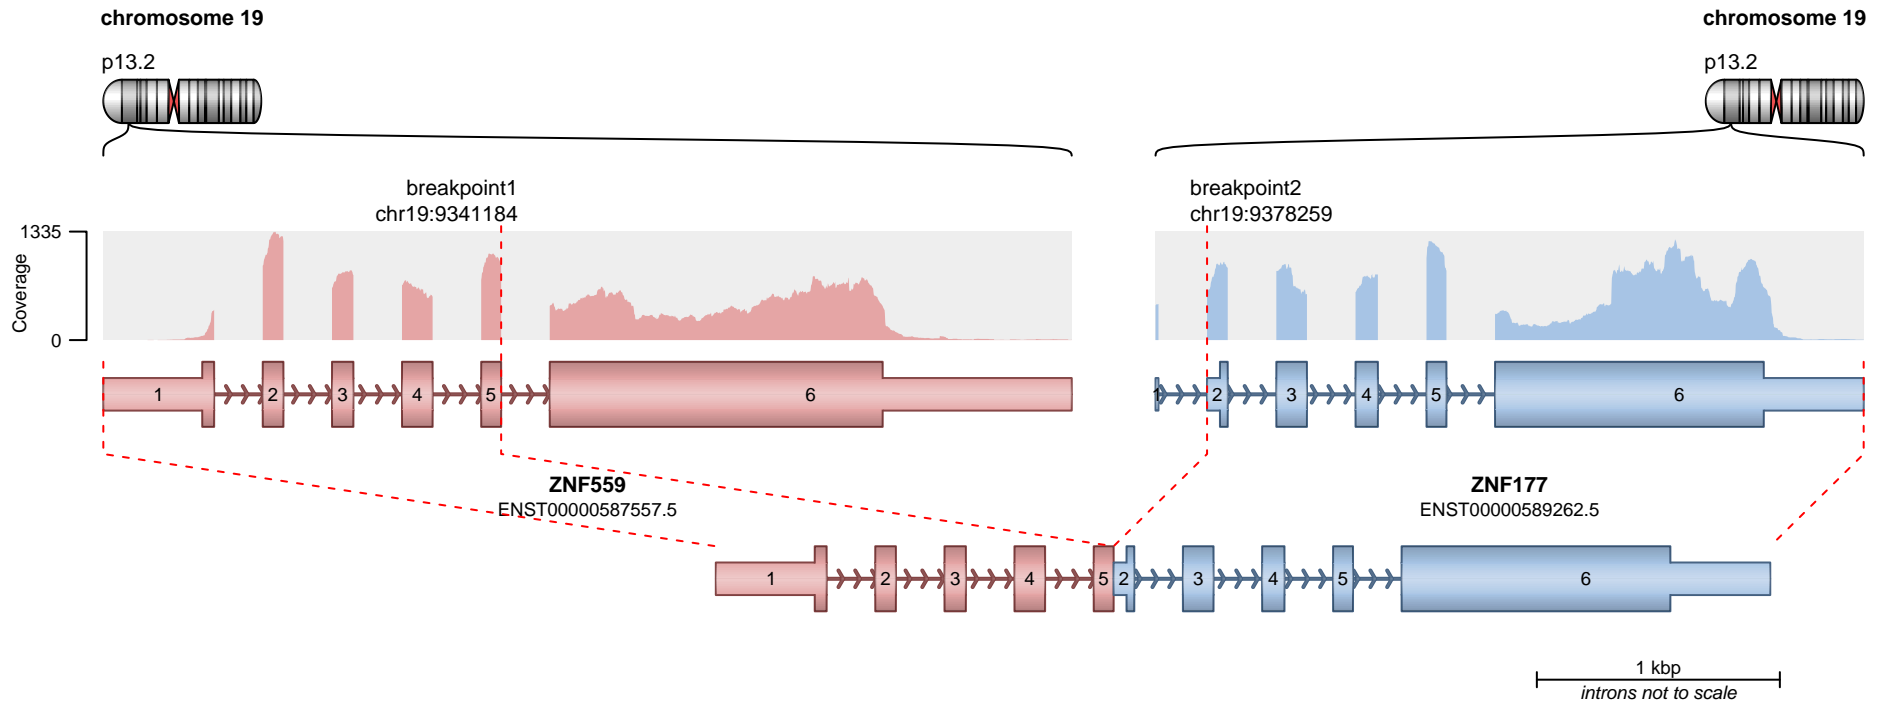 chromosome 19
chromosome 19
p13.2
p13.2
breakpoint1
chr19:9341184
breakpoint2
chr19:9378259
1335
Coverage
0
1 2 3 4 5 6
1 2 3 4 5 6
ZNF559
ENST00000587557.5
ZNF177
ENST00000589262.5
1 2 3 4 5 2 3 4 5 6
1 kbp
introns not to scale